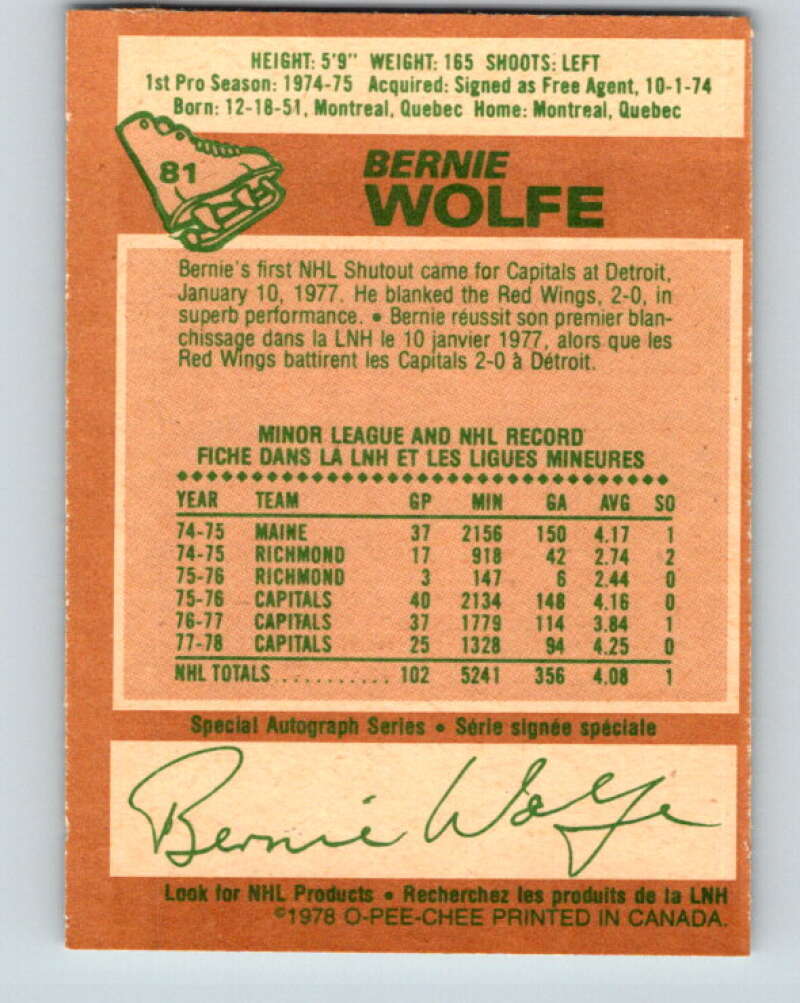 HEIGHT: 5'9" WEIGHT: 165 SHOOTS: LEFT
1st Pro Season: 1974-75 Acquired: Signed as Free Agent, 10-1-74
Born: 12-18-51, Montreal, Quebec Home: Montreal, Quebec
81
BERNIE
WOLFE
Bernie's first NHL Shutout came for Capitals at Detroit,
January 10, 1977. He blanked the Red Wings, 2-0, in
superb performance. • Bernie réussit son premier blan-
chissage dans la LNH le 10 janvier 1977, alors que les
Red Wings battirent les Capitals 2-0 à Détroit.
MINOR LEAGUE AND NHL RECORD
FICHE DANS LA LNH ET LES LIGUES MINEURES
YEAR TEAM GP MIN GA AVG SO
74-75 MAINE 37 2156 150 4.17 1
74-75 RICHMOND 17 918 42 2.74 2
75-76 RICHMOND 3 147 6 2.44 0
75-76 CAPITALS 40 2134 148 4.16 0
76-77 CAPITALS 37 1779 114 3.84 1
77-78 CAPITALS 25 1328 94 4.25 0
NHL TOTALS........... 102 5241 356 4.08 1
Special Autograph Series • Série signée spéciale
Bernie Wolfe
Look for NHL Products • Recherchez les produits de la LNH
©1978 O-PEE-CHEE PRINTED IN CANADA.